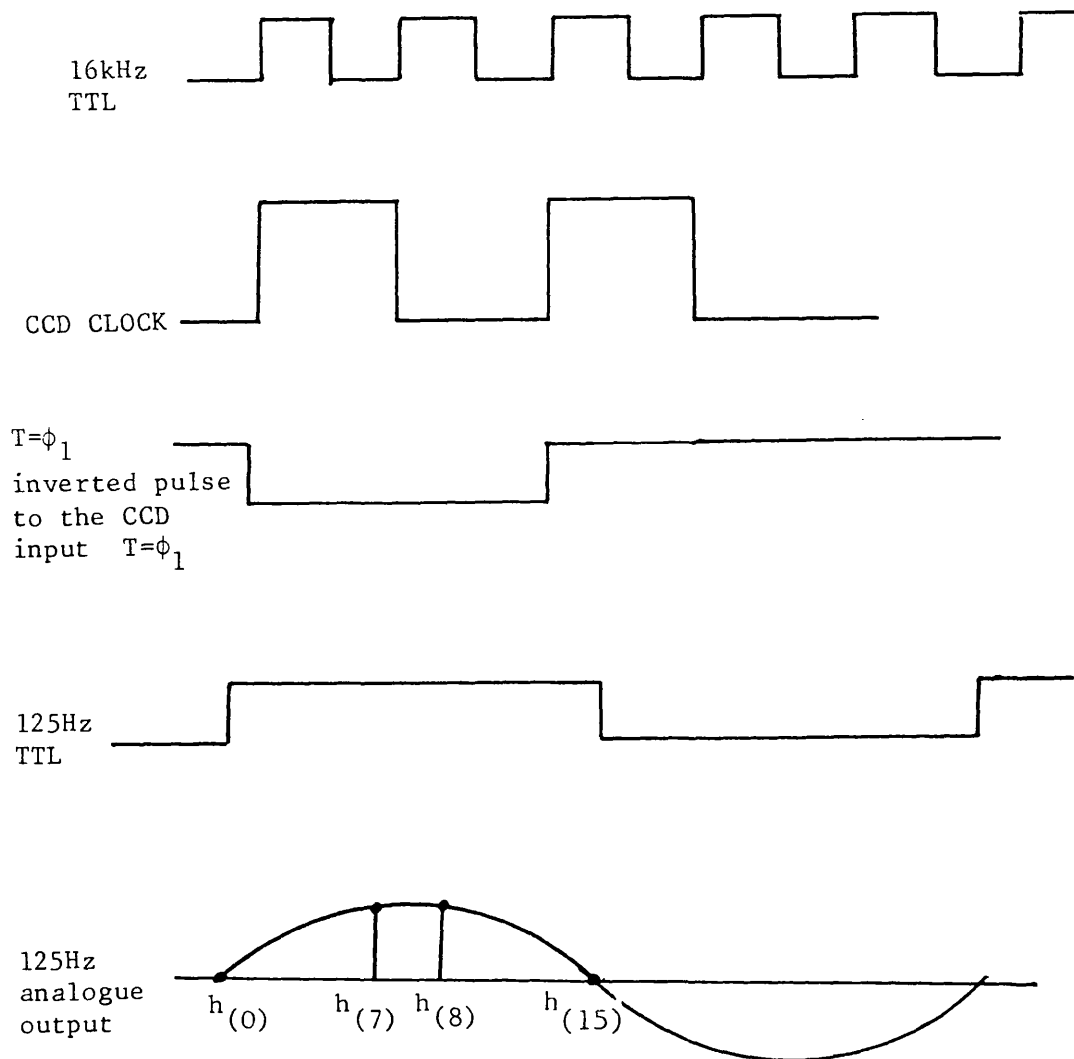 16kHz
TTL
CCD CLOCK
T=ϕ₁
inverted pulse
to the CCD
input T=ϕ₁
125Hz
TTL
125Hz
analogue
output
h(0) h(7) h(8) h(15)